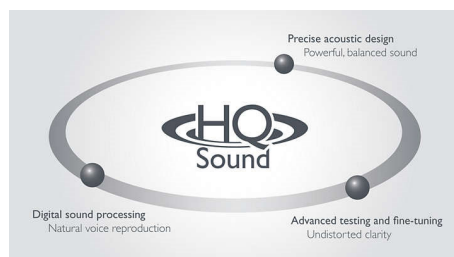 Precise acoustic design
Powerful, balanced sound
HQ
Sound
Digital sound processing
Natural voice reproduction
Advanced testing and fine-tuning
Undistorted clarity